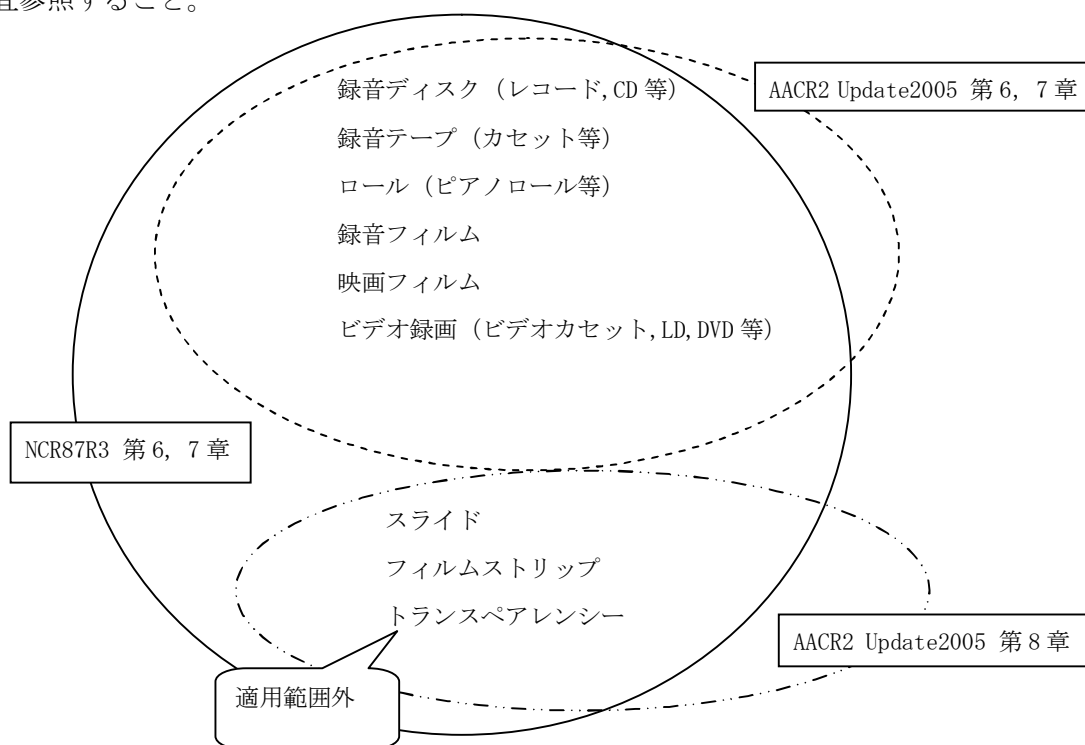 宜参照すること。
録音ディスク（レコード,CD 等）
AACR2 Update2005 第 6, 7 章
録音テープ（カセット等）
ロール（ピアノロール等）
録音フィルム
映画フィルム
ビデオ録画（ビデオカセット,LD,DVD 等）
NCR87R3 第 6, 7 章
スライド
フィルムストリップ
トランスペアレンシー
AACR2 Update2005 第 8 章
適用範囲外